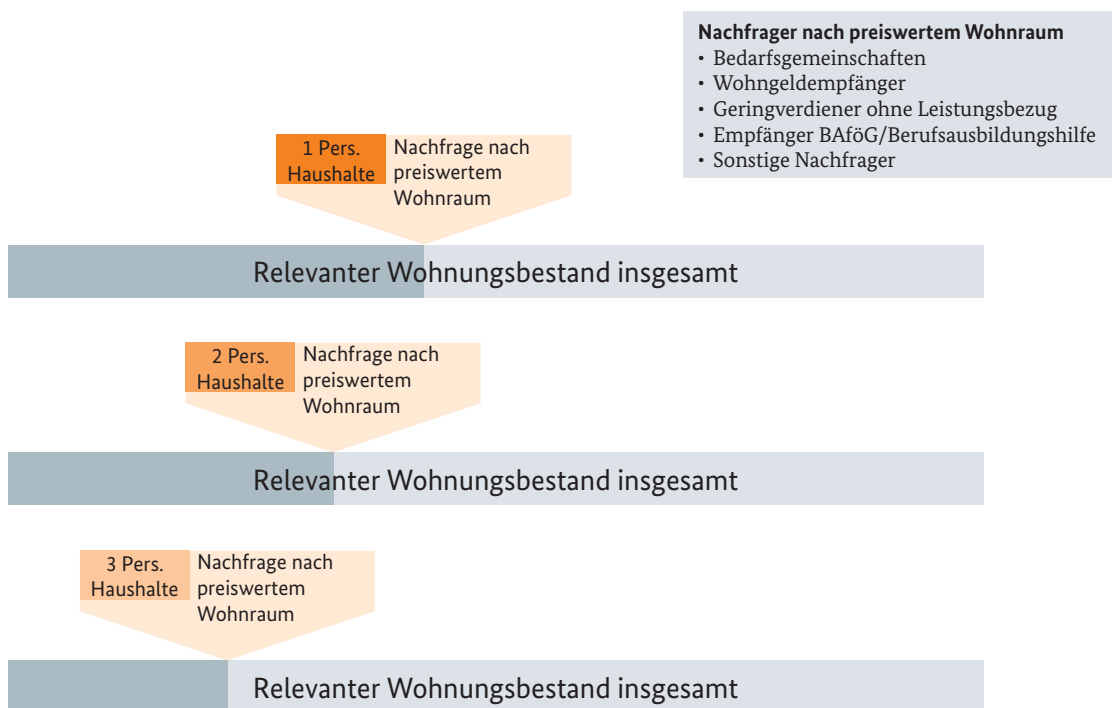 Nachfrager nach preiswertem Wohnraum
• Bedarfsgemeinschaften
• Wohngeldempfänger
• Geringverdiener ohne Leistungsbezug
• Empfänger BAföG/Berufsausbildungshilfe
• Sonstige Nachfrager
1 Pers.
Haushalte
Nachfrage nach
preiswertem
Wohnraum
Relevanter Wohnungsbestand insgesamt
2 Pers.
Haushalte
Nachfrage nach
preiswertem
Wohnraum
Relevanter Wohnungsbestand insgesamt
3 Pers.
Haushalte
Nachfrage nach
preiswertem
Wohnraum
Relevanter Wohnungsbestand insgesamt